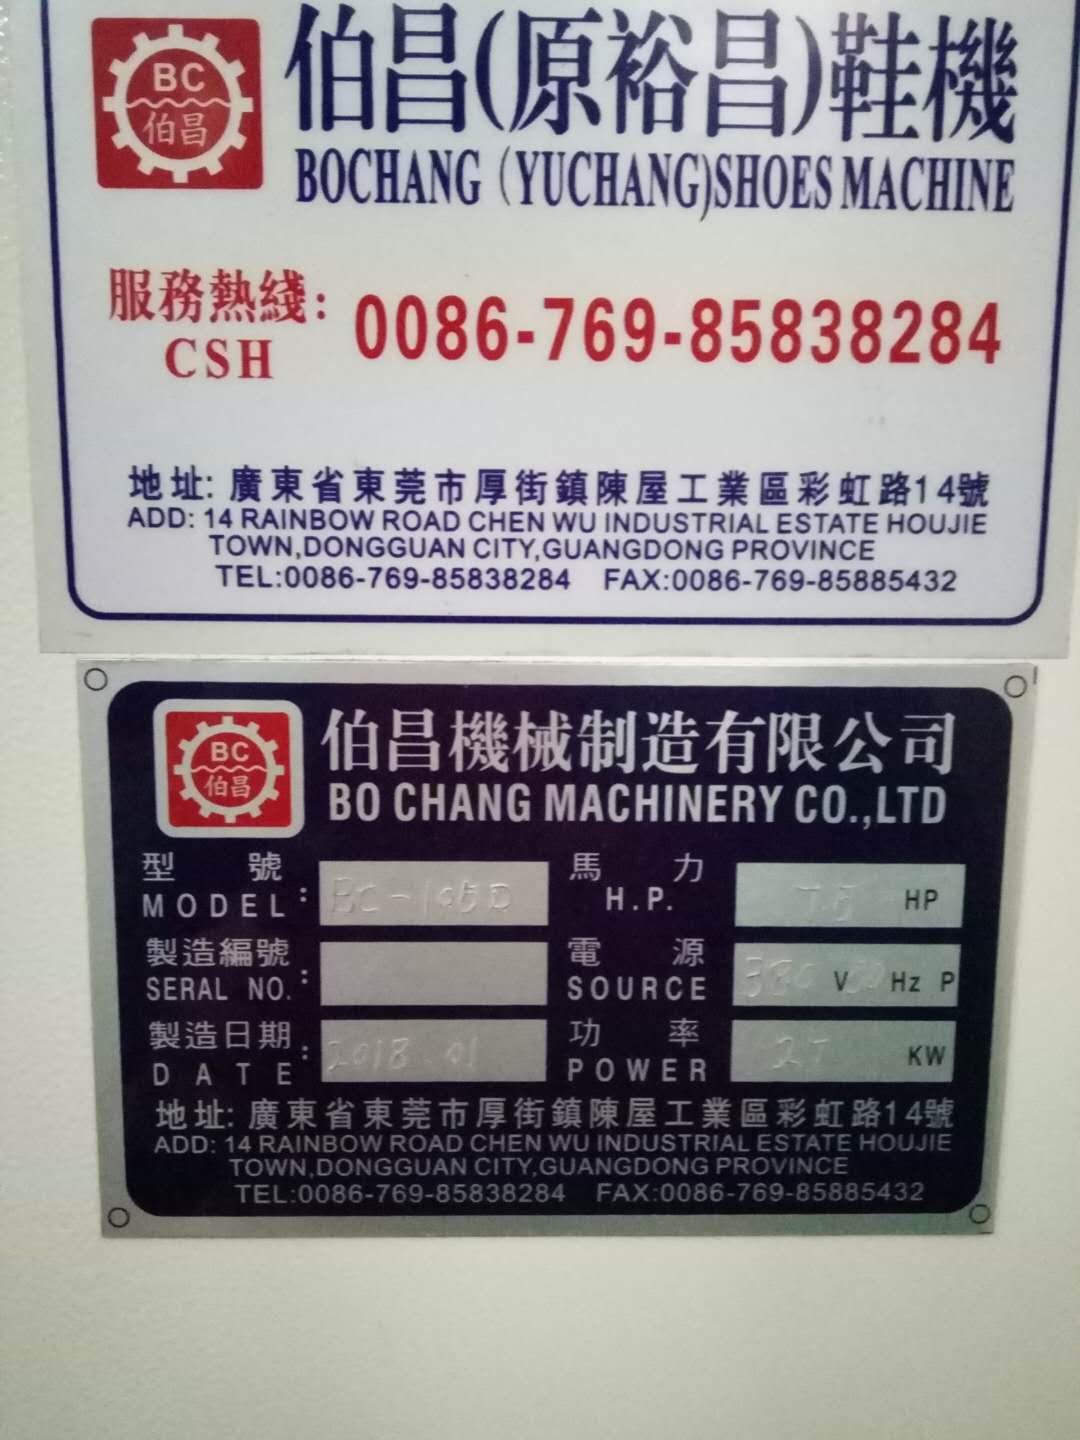 BC
伯昌
伯昌(原裕昌)鞋機
BOCHANG (YUCHANG)SHOES MACHINE
服務熱綫:
CSH
0086-769-85838284
地址: 廣東省東莞市厚街鎮陳屋工業區彩虹路14號
ADD: 14 RAINBOW ROAD CHEN WU INDUSTRIAL ESTATE HOUJIE
TOWN,DONGGUAN CITY,GUANGDONG PROVINCE
TEL:0086-769-85838284 FAX:0086-769-85885432
BC
伯昌
伯昌機械制造有限公司
BO CHANG MACHINERY CO.,LTD
型 號
MODEL: BC-105D
馬 力
H.P. 7.5 HP
製造編號
SERAL NO.:
電 源
SOURCE 380 V 50 Hz P
製造日期
DATE: 2018.01
功 率
POWER KW
地址: 廣東省東莞市厚街鎮陳屋工業區彩虹路14號
ADD: 14 RAINBOW ROAD CHEN WU INDUSTRIAL ESTATE HOUJIE
TOWN,DONGGUAN CITY,GUANGDONG PROVINCE
TEL:0086-769-85838284 FAX:0086-769-85885432